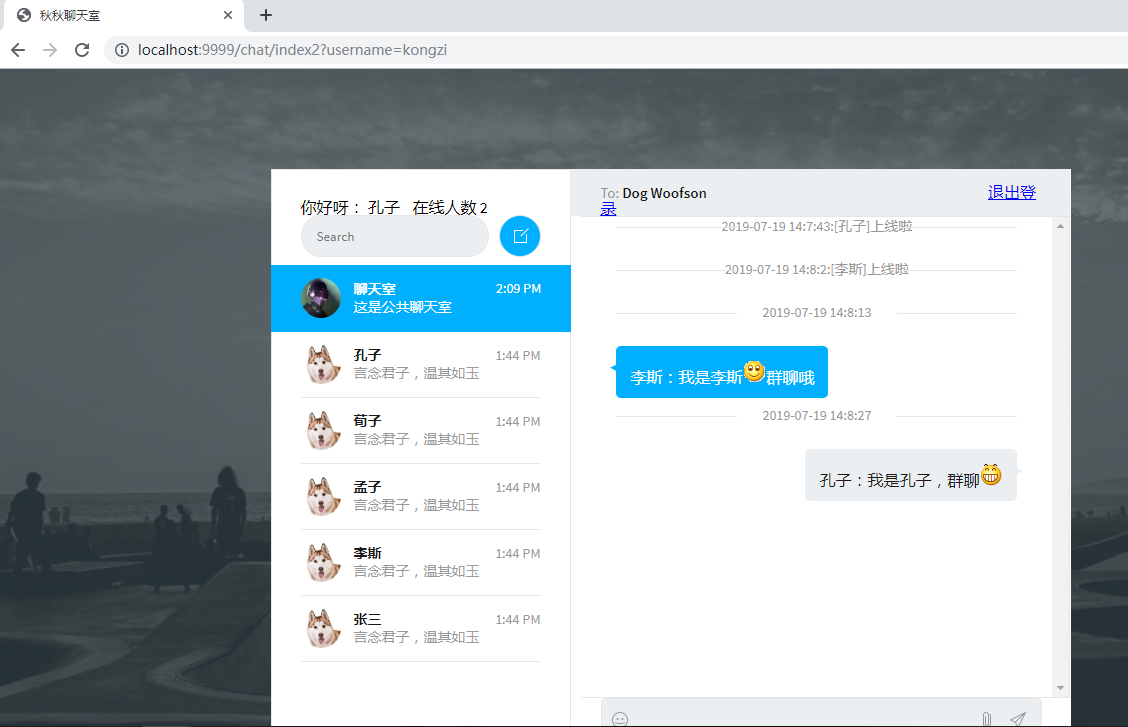 秋秋聊天室
localhost:9999/chat/index2?username=kongzi
你好呀： 孔子 在线人数 2
Search
聊天室 2:09 PM
这是公共聊天室
孔子 1:44 PM
言念君子，温其如玉
荀子 1:44 PM
言念君子，温其如玉
孟子 1:44 PM
言念君子，温其如玉
李斯 1:44 PM
言念君子，温其如玉
张三 1:44 PM
言念君子，温其如玉
To: Dog Woofson 退出登
录
2019-07-19 14:7:43:[孔子]上线啦
2019-07-19 14:8:2:[李斯]上线啦
2019-07-19 14:8:13
李斯：我是李斯群聊哦
2019-07-19 14:8:27
孔子：我是孔子，群聊